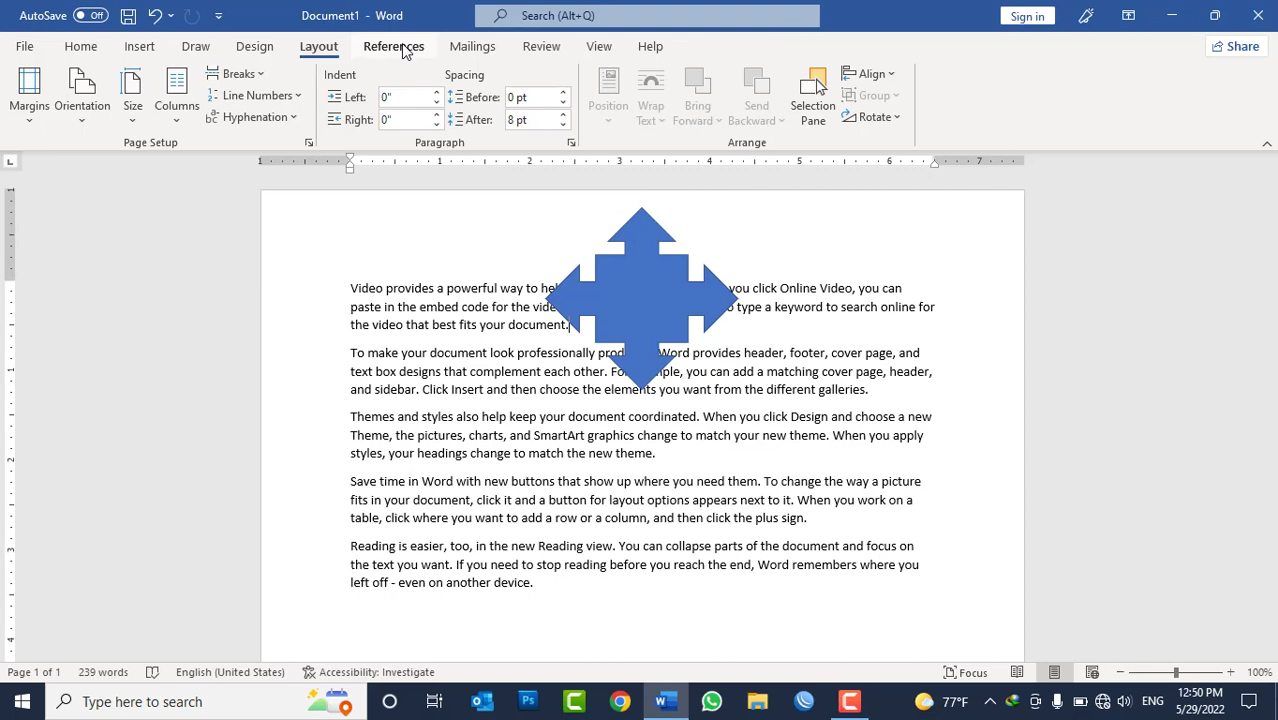 AutoSave Off Document1 - Word Search (Alt+Q) Sign in
File Home Insert Draw Design Layout References Mailings Review View Help Share
Margins Orientation Size Columns Breaks Line Numbers Hyphenation
Page Setup
Indent Spacing
Left: 0" Before: 0 pt
Right: 0" After: 8 pt
Paragraph
Position Wrap Text Bring Forward Send Backward Selection Pane Align Group Rotate
Arrange
1 1 2 3 4 5 6 7
1
1
2
3
4
Video provides a powerful way to you click Online Video, you can
paste in the embed code for the type a keyword to search online for
the video that best fits your document.
To make your document look professionally Word provides header, footer, cover page, and
text box designs that complement each other. you can add a matching cover page, header,
and sidebar. Click Insert and then choose the elements you want from the different galleries.
Themes and styles also help keep your document coordinated. When you click Design and choose a new
Theme, the pictures, charts, and SmartArt graphics change to match your new theme. When you apply
styles, your headings change to match the new theme.
Save time in Word with new buttons that show up where you need them. To change the way a picture
fits in your document, click it and a button for layout options appears next to it. When you work on a
table, click where you want to add a row or a column, and then click the plus sign.
Reading is easier, too, in the new Reading view. You can collapse parts of the document and focus on
the text you want. If you need to stop reading before you reach the end, Word remembers where you
left off - even on another device.
Page 1 of 1 239 words English (United States) Accessibility: Investigate Focus 100%
Type here to search 77°F ENG 12:50 PM
5/29/2022